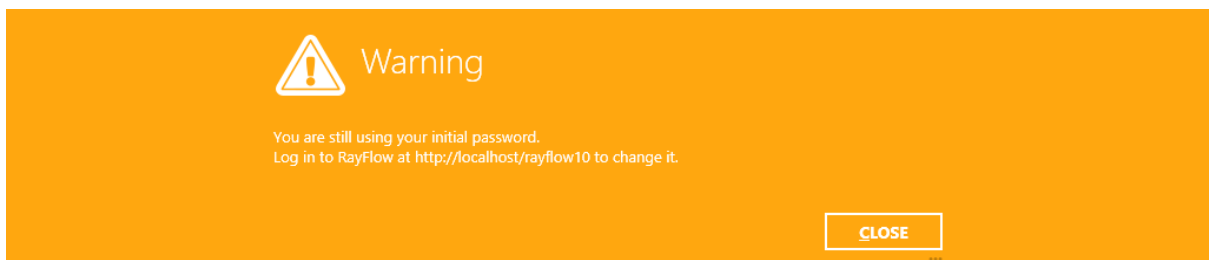 Warning
You are still using your initial password.
Log in to RayFlow at http://localhost/rayflow10 to change it.
CLOSE